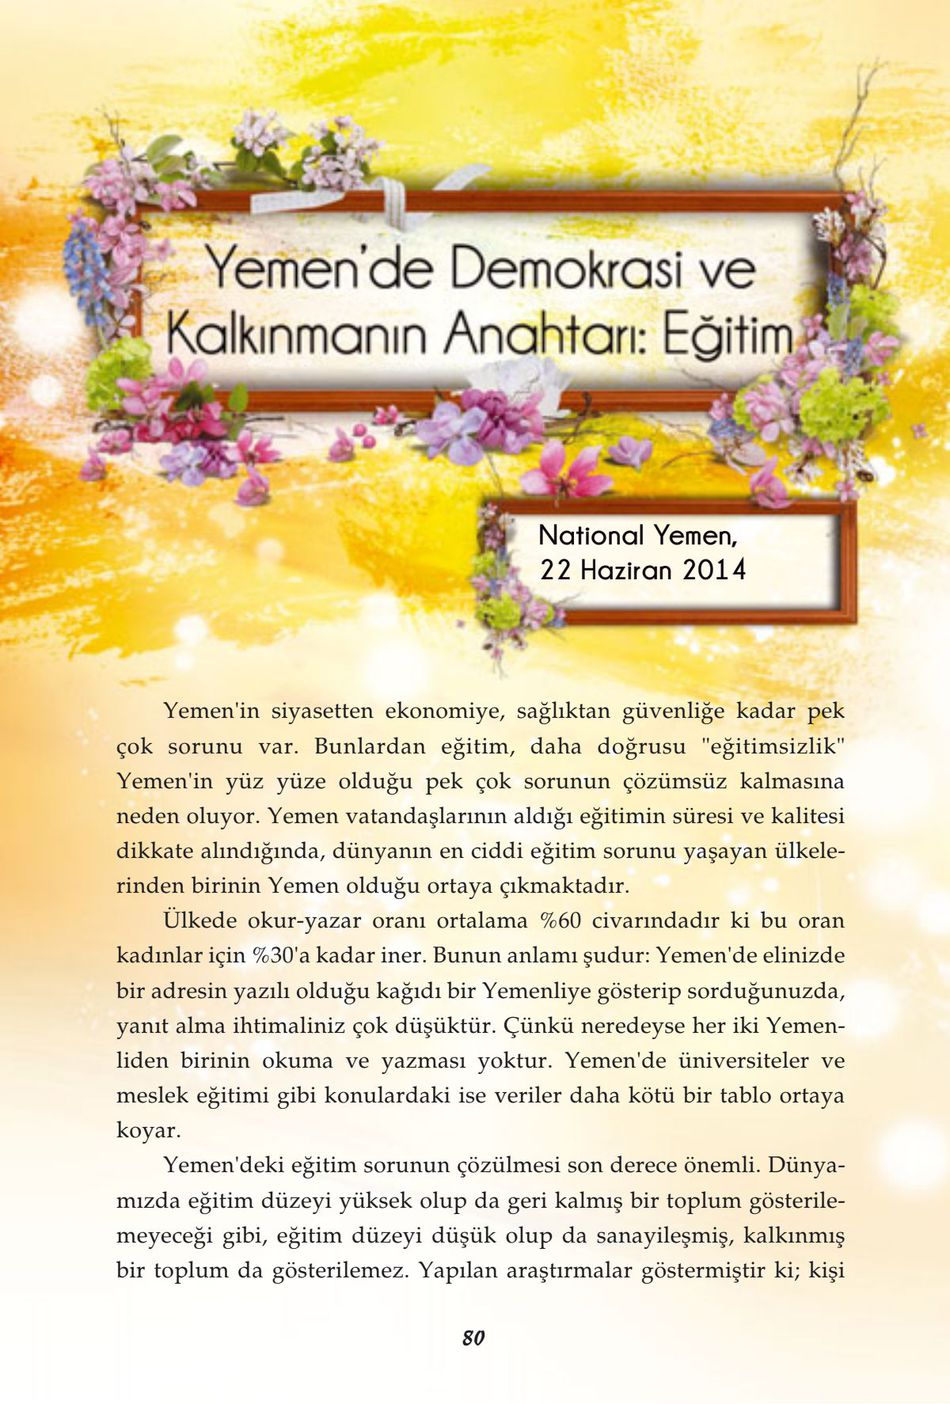 Yemen'de Demokrasi ve
Kalkınmanın Anahtarı: Eğitim
National Yemen,
22 Haziran 2014
Yemen'in siyasetten ekonomiye, sağlıktan güvenliğe kadar pek
çok sorunu var. Bunlardan eğitim, daha doğrusu "eğitimsizlik"
Yemen'in yüz yüze olduğu pek çok sorunun çözümsüz kalmasına
neden oluyor. Yemen vatandaşlarının aldığı eğitimin süresi ve kalitesi
dikkate alındığında, dünyanın en ciddi eğitim sorunu yaşayan ülkele-
rinden birinin Yemen olduğu ortaya çıkmaktadır.
Ülkede okur-yazar oranı ortalama %60 civarındadır ki bu oran
kadınlar için %30'a kadar iner. Bunun anlamı şudur: Yemen'de elinizde
bir adresin yazılı olduğu kağıdı bir Yemenliye gösterip sorduğunuzda,
yanıt alma ihtimaliniz çok düşüktür. Çünkü neredeyse her iki Yemen-
liden birinin okuma ve yazması yoktur. Yemen'de üniversiteler ve
meslek eğitimi gibi konulardaki ise veriler daha kötü bir tablo ortaya
koyar.
Yemen'deki eğitim sorunun çözülmesi son derece önemli. Dünya-
mızda eğitim düzeyi yüksek olup da geri kalmış bir toplum gösterile-
meyeceği gibi, eğitim düzeyi düşük olup da sanayileşmiş, kalkınmış
bir toplum da gösterilemez. Yapılan araştırmalar göstermiştir ki; kişi
80